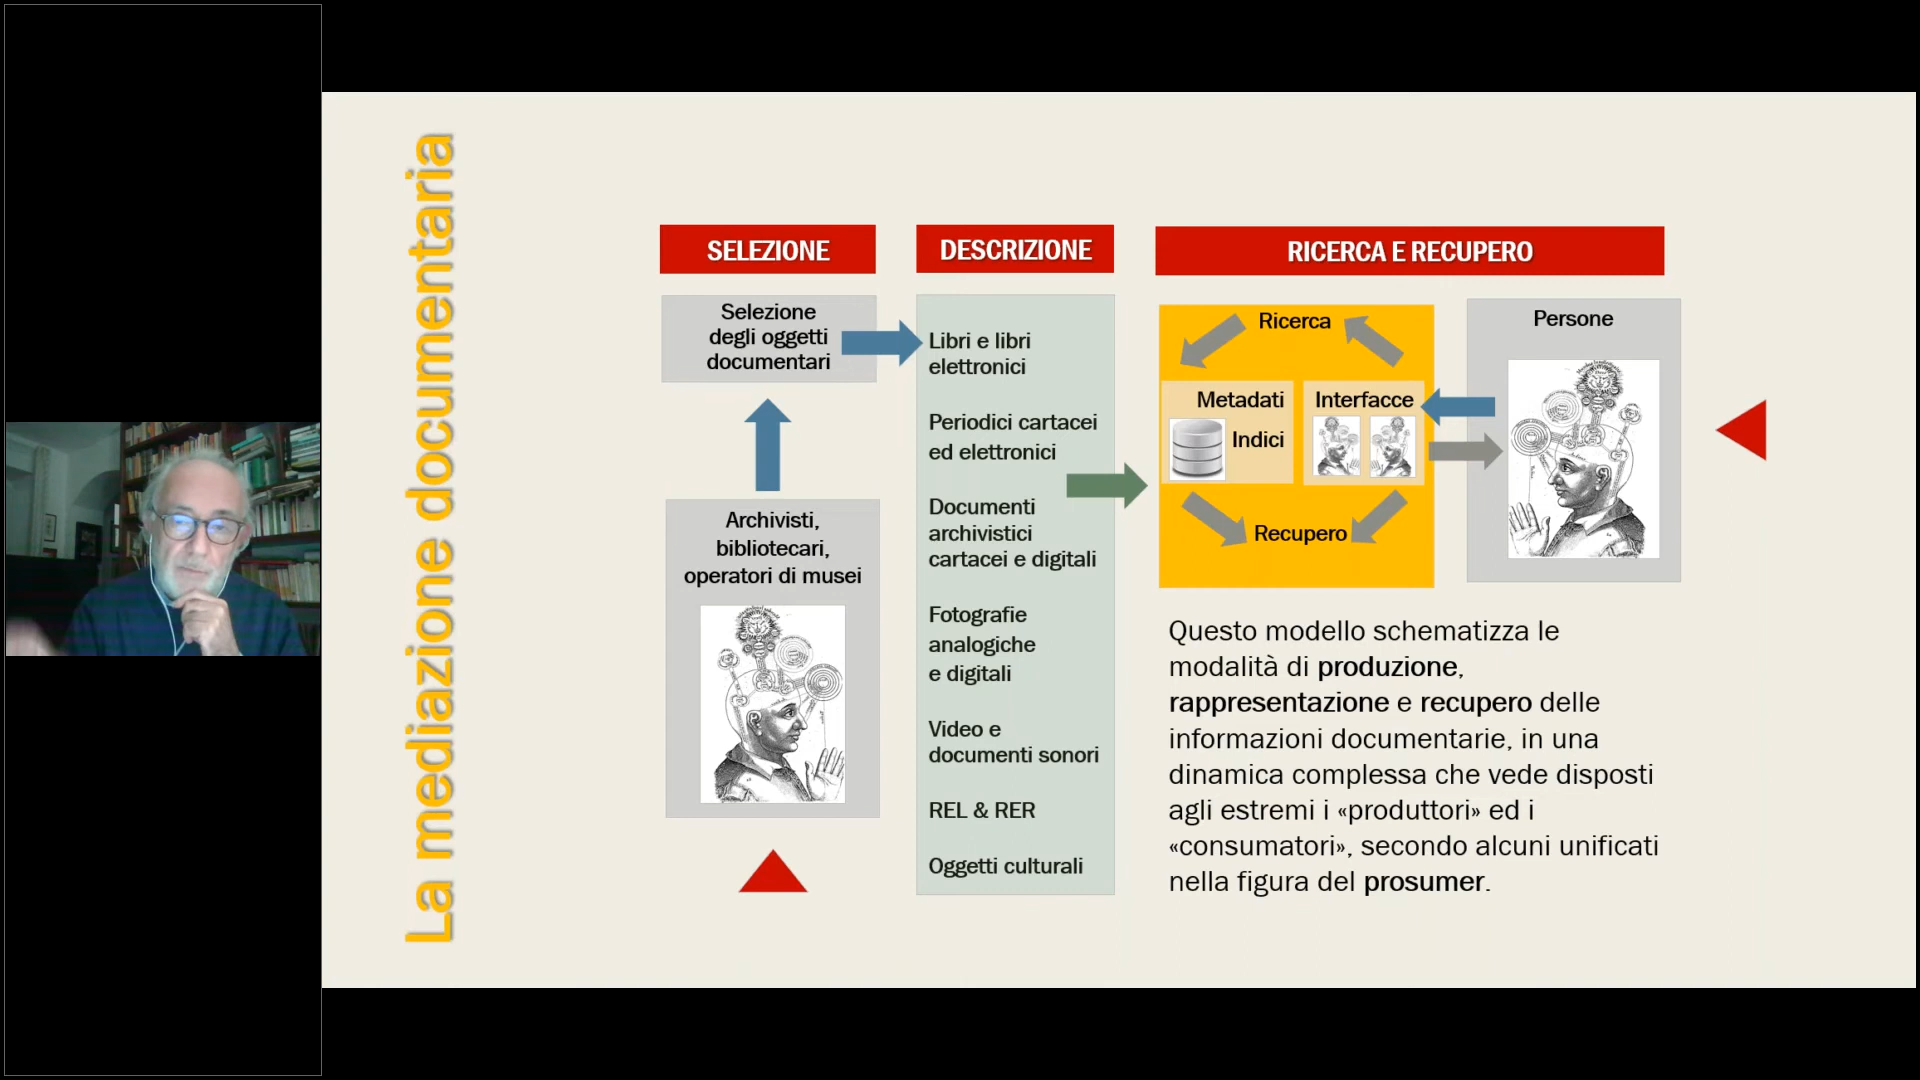 La mediazione documentaria
SELEZIONE
Selezione
degli oggetti
documentari
Archivisti,
bibliotecari,
operatori di musei
DESCRIZIONE
Libri e libri
elettronici
Periodici cartacei
ed elettronici
Documenti
archivistici
cartacei e digitali
Fotografie
analogiche
e digitali
Video e
documenti sonori
REL & RER
Oggetti culturali
RICERCA E RECUPERO
Ricerca
Metadati
Indici
Interfacce
Recupero
Persone
Questo modello schematizza le
modalità di produzione,
rappresentazione e recupero delle
informazioni documentarie, in una
dinamica complessa che vede disposti
agli estremi i «produttori» ed i
«consumatori», secondo alcuni unificati
nella figura del prosumer.